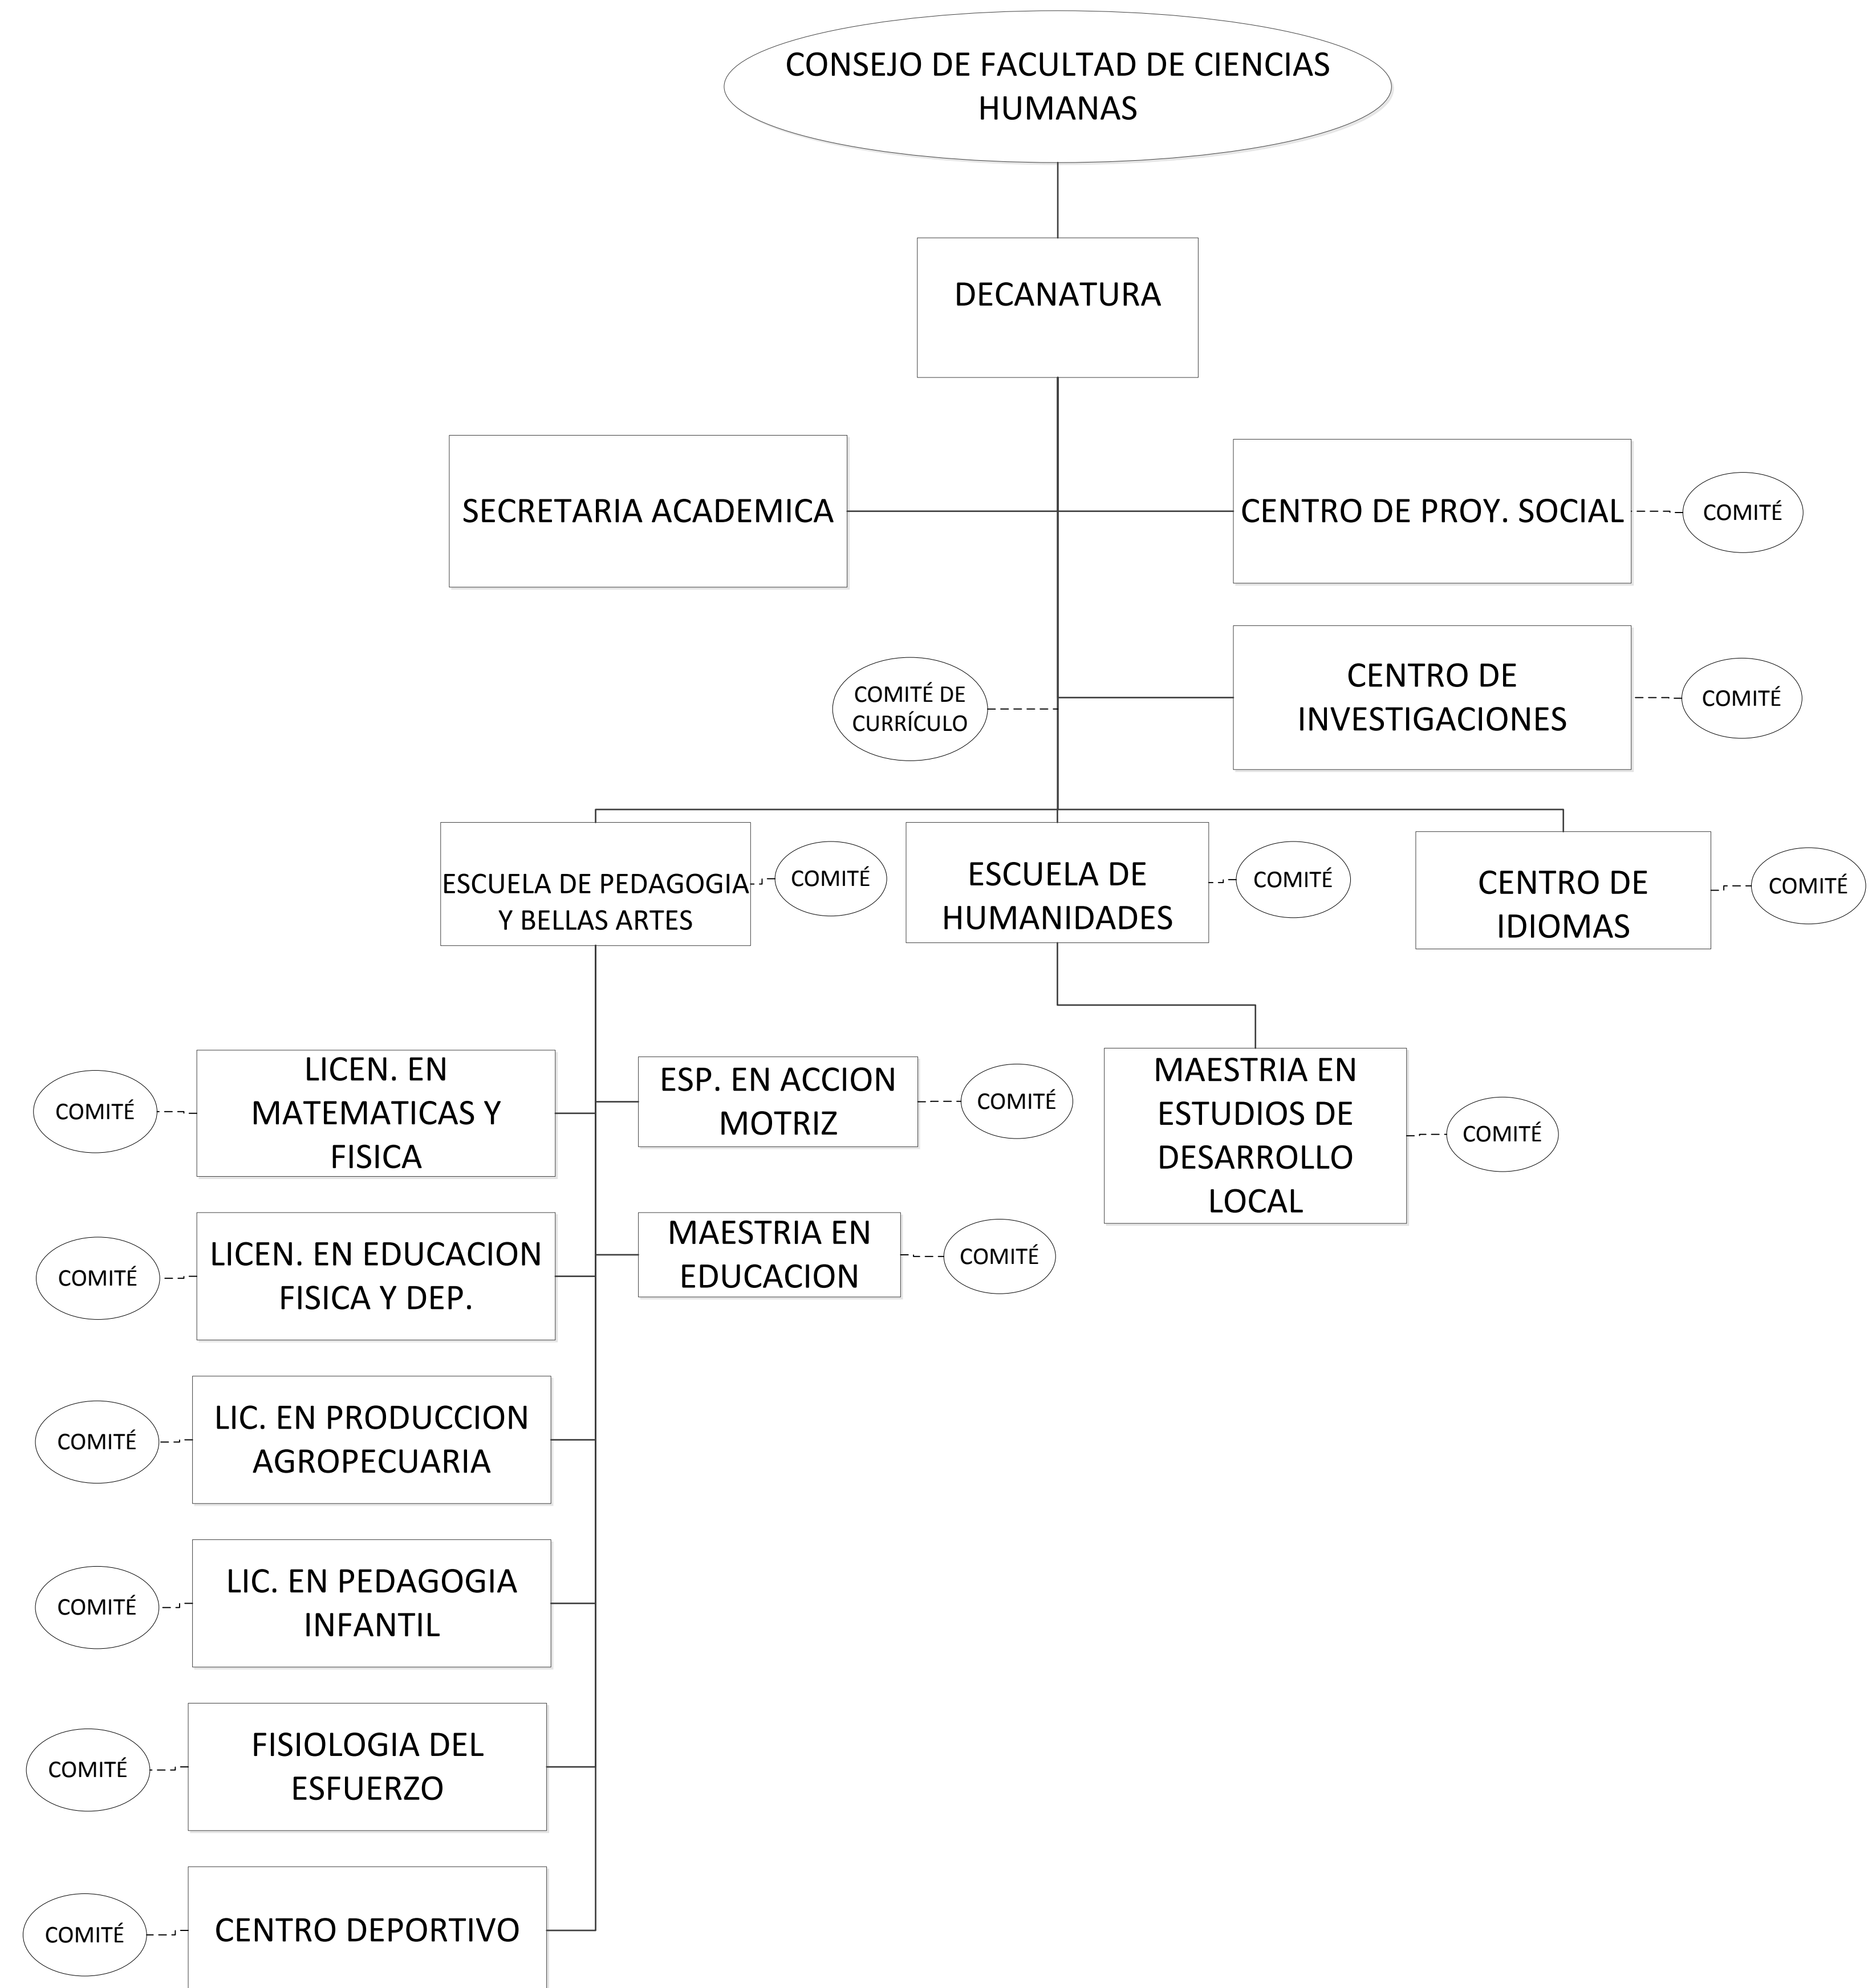 CONSEJO DE FACULTAD DE CIENCIAS
HUMANAS
DECANATURA
SECRETARIA ACADEMICA
CENTRO DE PROY. SOCIAL
COMITÉ
CENTRO DE
INVESTIGACIONES
COMITÉ
COMITÉ DE
CURRÍCULO
ESCUELA DE PEDAGOGIA
Y BELLAS ARTES
COMITÉ
ESCUELA DE
HUMANIDADES
COMITÉ
CENTRO DE
IDIOMAS
COMITÉ
COMITÉ
LICEN. EN
MATEMATICAS Y
FISICA
ESP. EN ACCION
MOTRIZ
COMITÉ
MAESTRIA EN
ESTUDIOS DE
DESARROLLO
LOCAL
COMITÉ
COMITÉ
LICEN. EN EDUCACION
FISICA Y DEP.
MAESTRIA EN
EDUCACION
COMITÉ
COMITÉ
LIC. EN PRODUCCION
AGROPECUARIA
COMITÉ
LIC. EN PEDAGOGIA
INFANTIL
COMITÉ
FISIOLOGIA DEL
ESFUERZO
COMITÉ
CENTRO DEPORTIVO